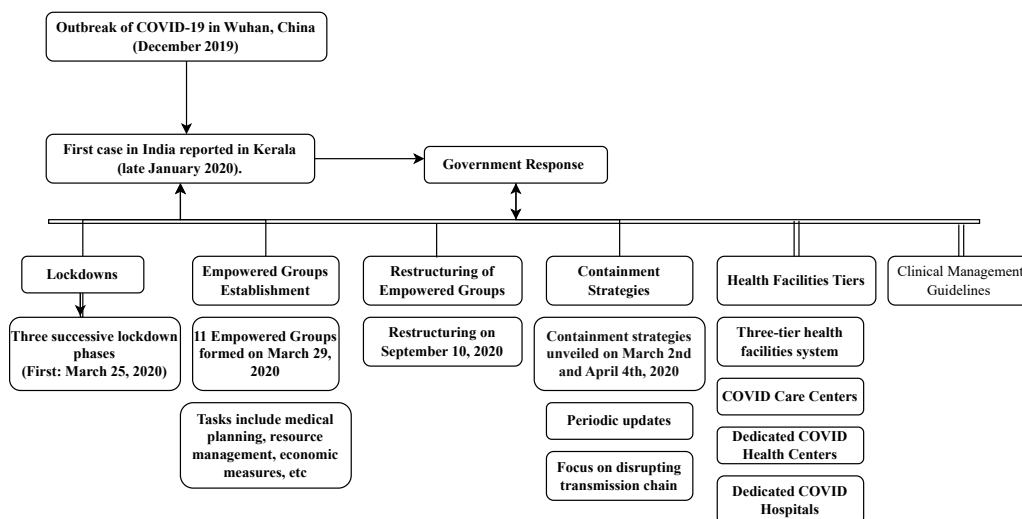 Outbreak of COVID-19 in Wuhan, China
(December 2019)
First case in India reported in Kerala
(late January 2020).
Government Response
Lockdowns
Three successive lockdown
phases
(First: March 25, 2020)
Empowered Groups
Establishment
11 Empowered Groups
formed on March 29,
2020
Tasks include medical
planning, resource
management, economic
measures, etc
Restructuring of
Empowered Groups
Restructuring on
September 10, 2020
Containment
Strategies
Containment strategies
unveiled on March 2nd
and April 4th, 2020
Periodic updates
Focus on disrupting
transmission chain
Health Facilities Tiers
Three-tier health
facilities system
COVID Care Centers
Dedicated COVID
Health Centers
Dedicated COVID
Hospitals
Clinical Management
Guidelines